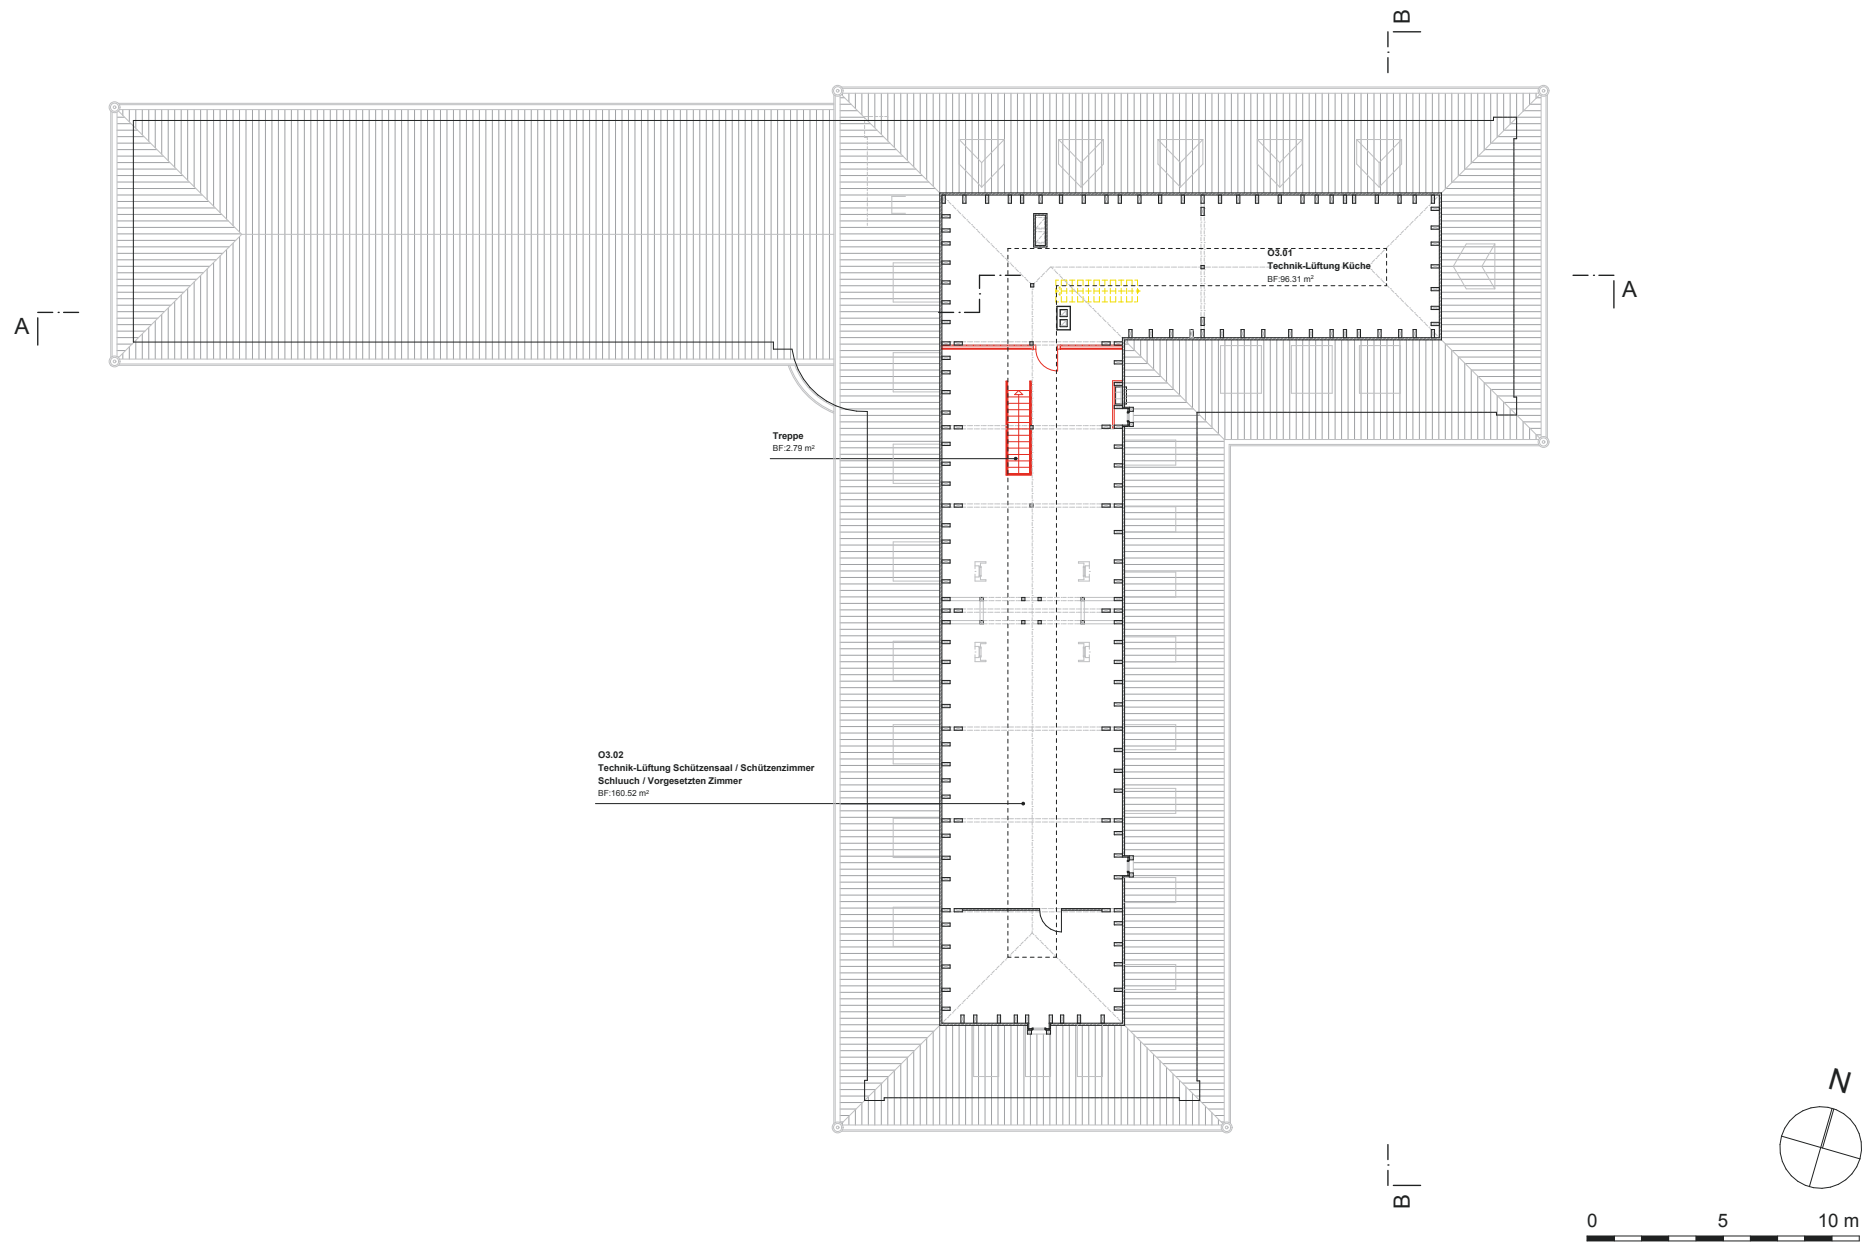 B
O3.01
Technik-Lüftung Küche
BF:96.31 m²
A
A
Treppe
BF:2.79 m²
O3.02
Technik-Lüftung Schützensaal / Schützenzimmer
Schluuch / Vorgesetzten Zimmer
BF:160.52 m²
N
B
0 5 10 m